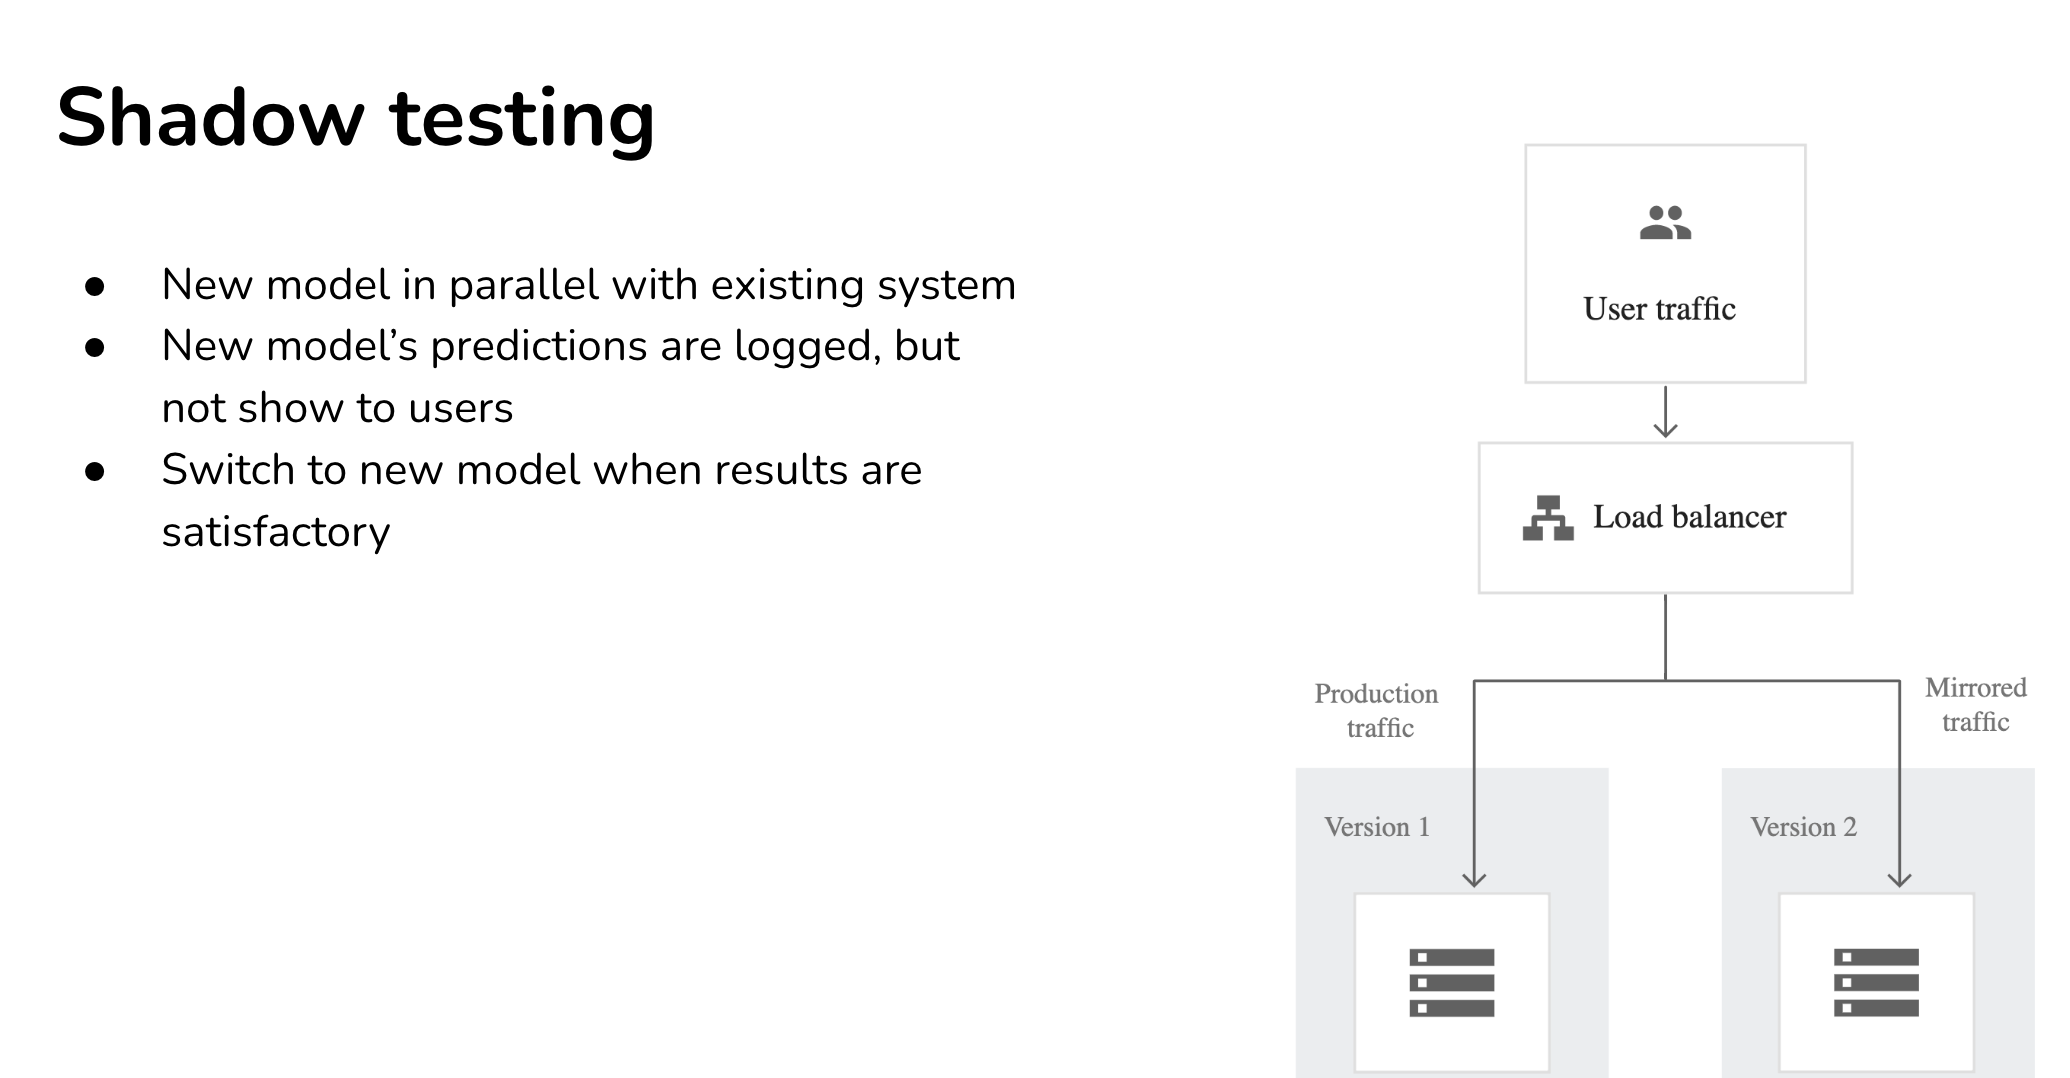 Shadow testing
● New model in parallel with existing system
● New model’s predictions are logged, but
not show to users
● Switch to new model when results are
satisfactory
User traffic
Load balancer
Production
traffic
Mirrored
traffic
Version 1
Version 2